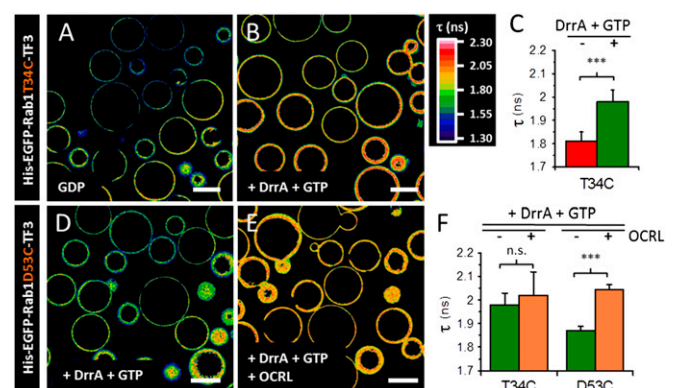 His-EGFP-Rab1T34C-TF3
A
GDP
B
+ DrrA + GTP
τ (ns)
2.30
2.05
1.80
1.55
1.30
C
DrrA + GTP
- +
***
2.2
2.1
2
1.9
1.8
1.7
τ (ns)
T34C
His-EGFP-Rab1D53C-TF3
D
+ DrrA + GTP
E
+ DrrA + GTP
+ OCRL
F
+ DrrA + GTP
- + - + OCRL
n.s. ***
2.2
2.1
2
1.9
1.8
1.7
τ (ns)
T34C D53C